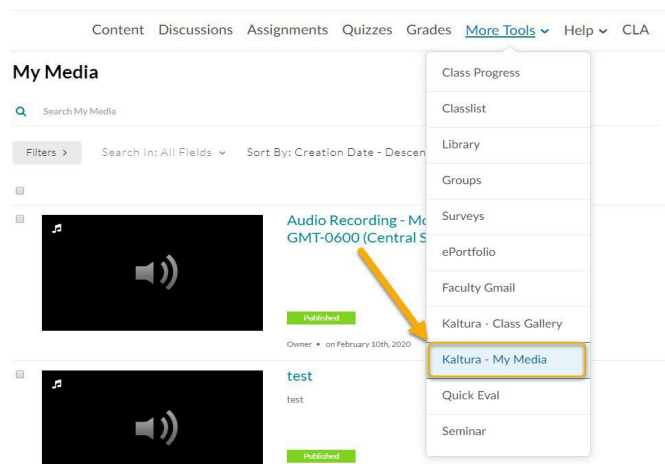 Content Discussions Assignments Quizzes Grades More Tools Help CLA
My Media
Search My Media
Filters > Search In: All Fields Sort By: Creation Date - Descen
Audio Recording - Mo
GMT-0600 (Central S
Published
Owner • on February 10th, 2020
test
test
Published
Class Progress
Classlist
Library
Groups
Surveys
ePortfolio
Faculty Gmail
Kaltura - Class Gallery
Kaltura - My Media
Quick Eval
Seminar